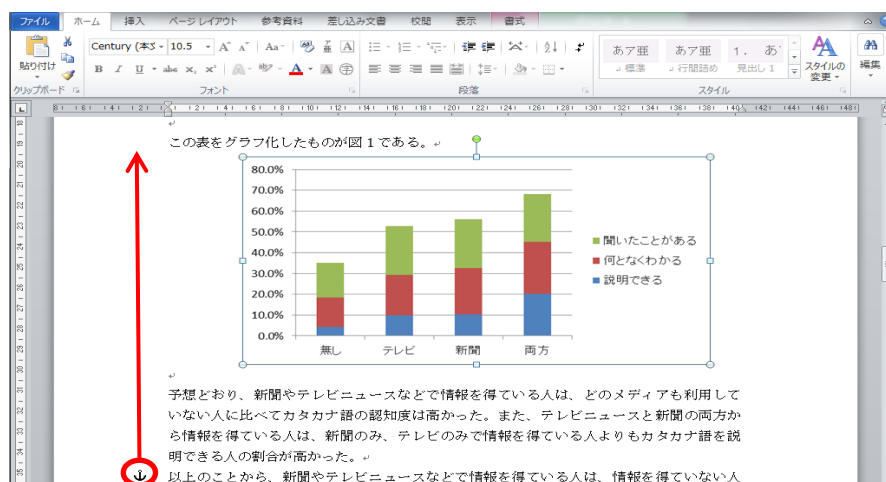 ファイル ホーム 挿入 ページ レイアウト 参考資料 差し込み文書 校閲 表示 書式
Century (本文 10.5 A A Aa
あア亜 あア亜 1. あ
貼り付け B I U abc x₂ x² A A A
標準 行間詰め 見出し 1 スタイルの変更 編集
クリップボード フォント 段落 スタイル
この表をグラフ化したものが図 1 である。
80.0%
70.0%
60.0%
50.0%
40.0%
30.0%
20.0%
10.0%
0.0%
無し テレビ 新聞 両方
聞いたことがある
何となくわかる
説明できる
予想どおり、新聞やテレビニュースなどで情報を得ている人は、どのメディアも利用して
いない人に比べてカタカナ語の認知度は高かった。また、テレビニュースと新聞の両方か
ら情報を得ている人は、新聞のみ、テレビのみで情報を得ている人よりもカタカナ語を説
明できる人の割合が高かった。
以上のことから、新聞やテレビニュースなどで情報を得ている人は、情報を得ていない人